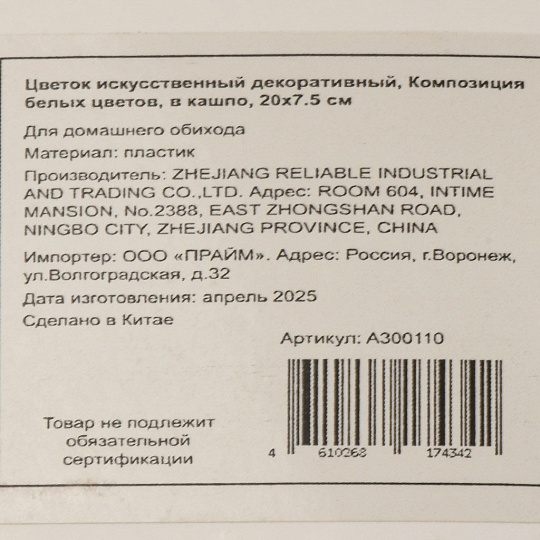 Цветок искусственный декоративный, Композиция
белых цветов, в кашпо, 20x7.5 см
Для домашнего обихода
Материал: пластик
Производитель: ZHEJIANG RELIABLE INDUSTRIAL
AND TRADING CO.,LTD. Адрес: ROOM 604, INTIME
MANSION, No.2388, EAST ZHONGSHAN ROAD,
NINGBO CITY, ZHEJIANG PROVINCE, CHINA
Импортер: ООО «ПРАЙМ». Адрес: Россия, г.Воронеж,
ул.Волгоградская, д.32
Дата изготовления: апрель 2025
Сделано в Китае
Артикул: A300110
Товар не подлежит
обязательной
сертификации
4 610268 174342